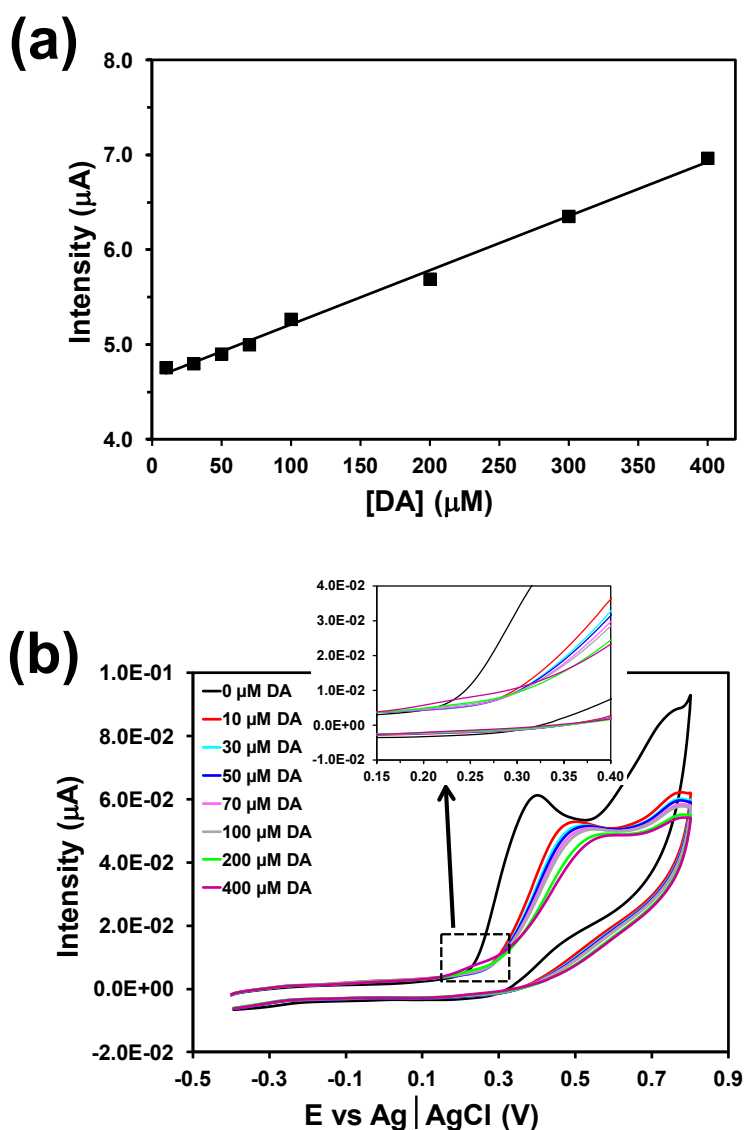 (a)
8.0
7.0
6.0
5.0
4.0
Intensity (µA)
0 50 100 150 200 250 300 350 400
[DA] (µM)
(b)
4.0E-02
3.0E-02
2.0E-02
1.0E-02
0.0E+00
-1.0E-02
0.15 0.20 0.25 0.30 0.35 0.40
1.0E-01
8.0E-02
6.0E-02
4.0E-02
2.0E-02
0.0E+00
-2.0E-02
Intensity (µA)
0 µM DA
10 µM DA
30 µM DA
50 µM DA
70 µM DA
100 µM DA
200 µM DA
400 µM DA
-0.5 -0.3 -0.1 0.1 0.3 0.5 0.7 0.9
E vs Ag│AgCl (V)